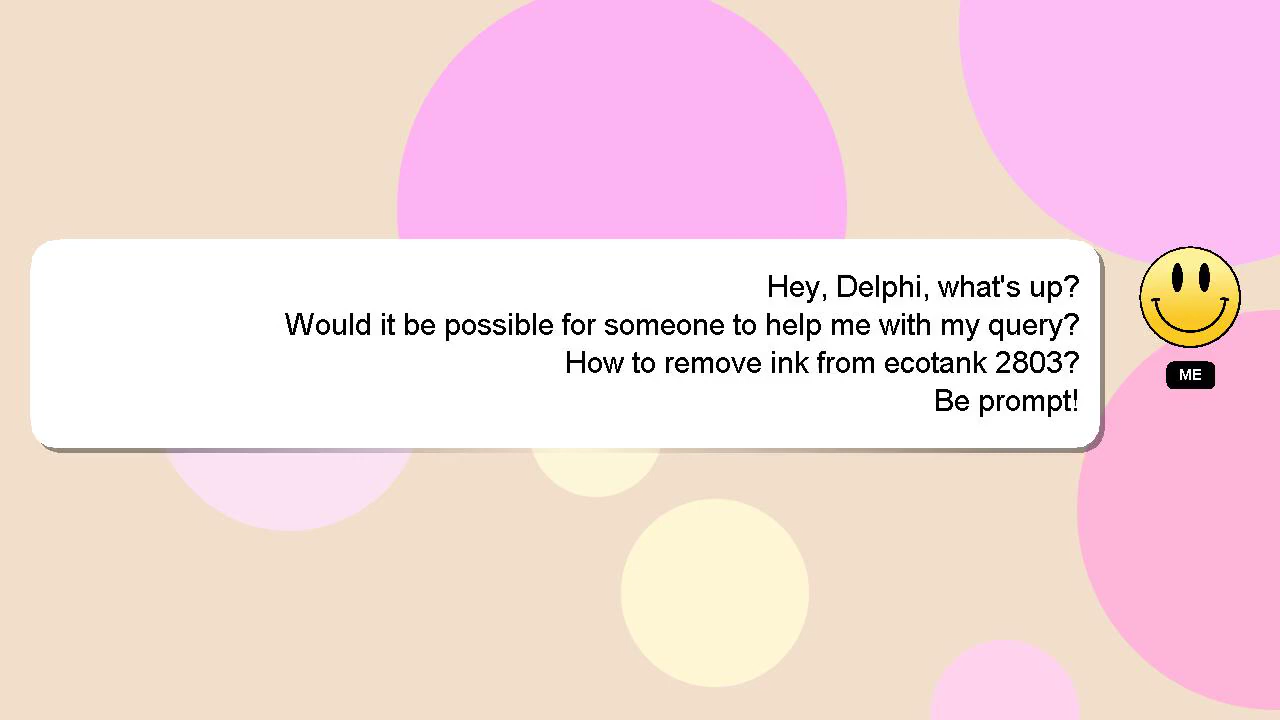 Hey, Delphi, what's up?
Would it be possible for someone to help me with my query?
How to remove ink from ecotank 2803?
Be prompt!
ME